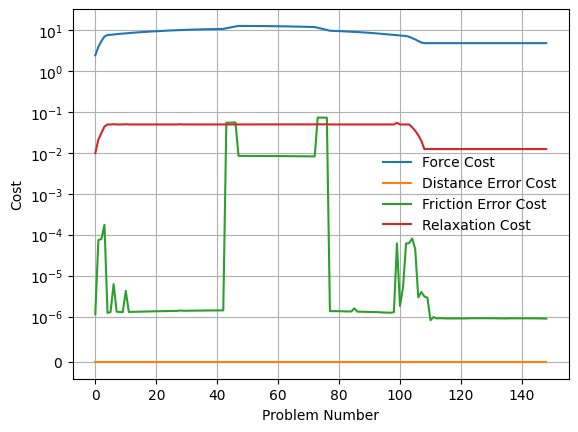 10¹
10⁰
10⁻¹
10⁻²
10⁻³
10⁻⁴
10⁻⁵
10⁻⁶
0
Cost
Force Cost
Distance Error Cost
Friction Error Cost
Relaxation Cost
0 20 40 60 80 100 120 140
Problem Number